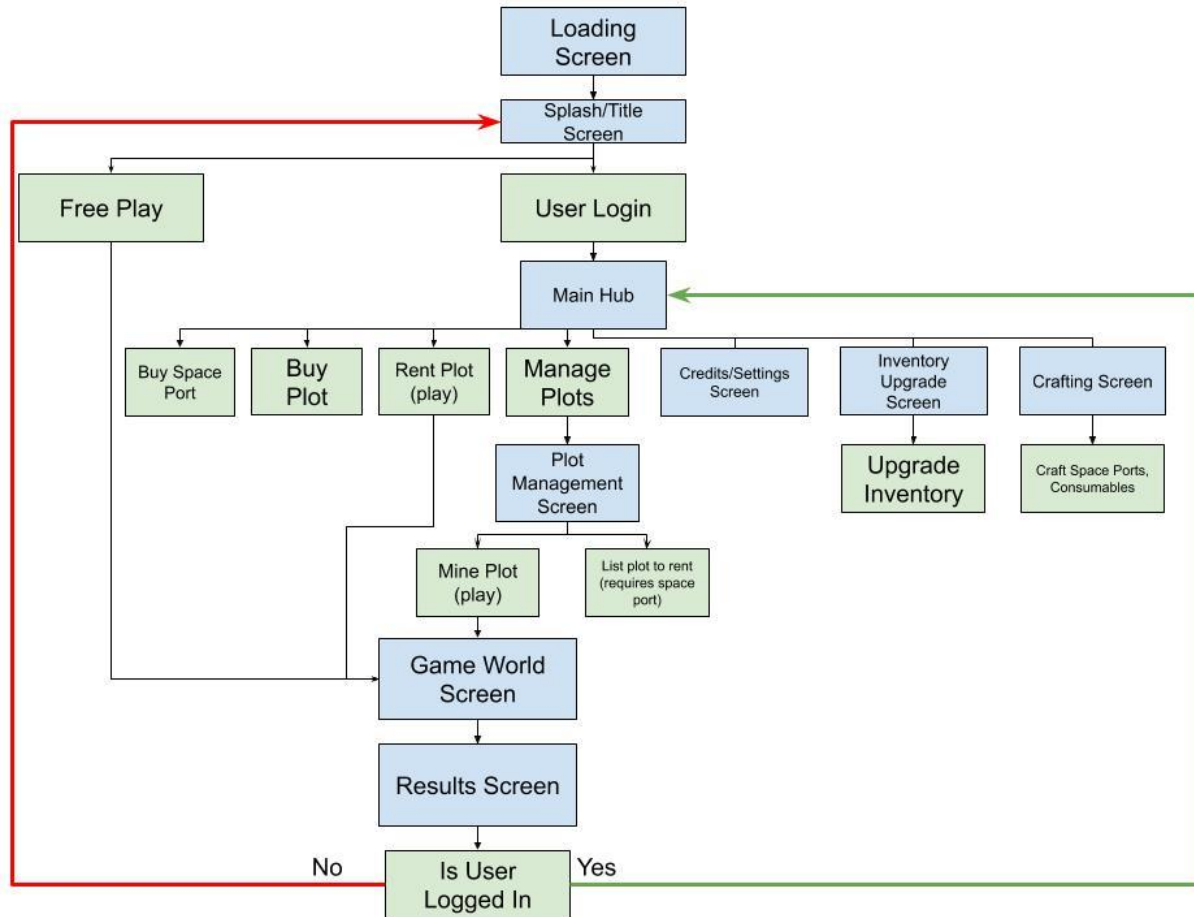 Loading
Screen
Splash/Title
Screen
Free Play
User Login
Main Hub
Buy Space
Port
Buy
Plot
Rent Plot
(play)
Manage
Plots
Credits/Settings
Screen
Inventory
Upgrade
Screen
Crafting Screen
Plot
Management
Screen
Upgrade
Inventory
Craft Space Ports,
Consumables
Mine Plot
(play)
List plot to rent
(requires space
port)
Game World
Screen
Results Screen
No
Is User
Logged In
Yes